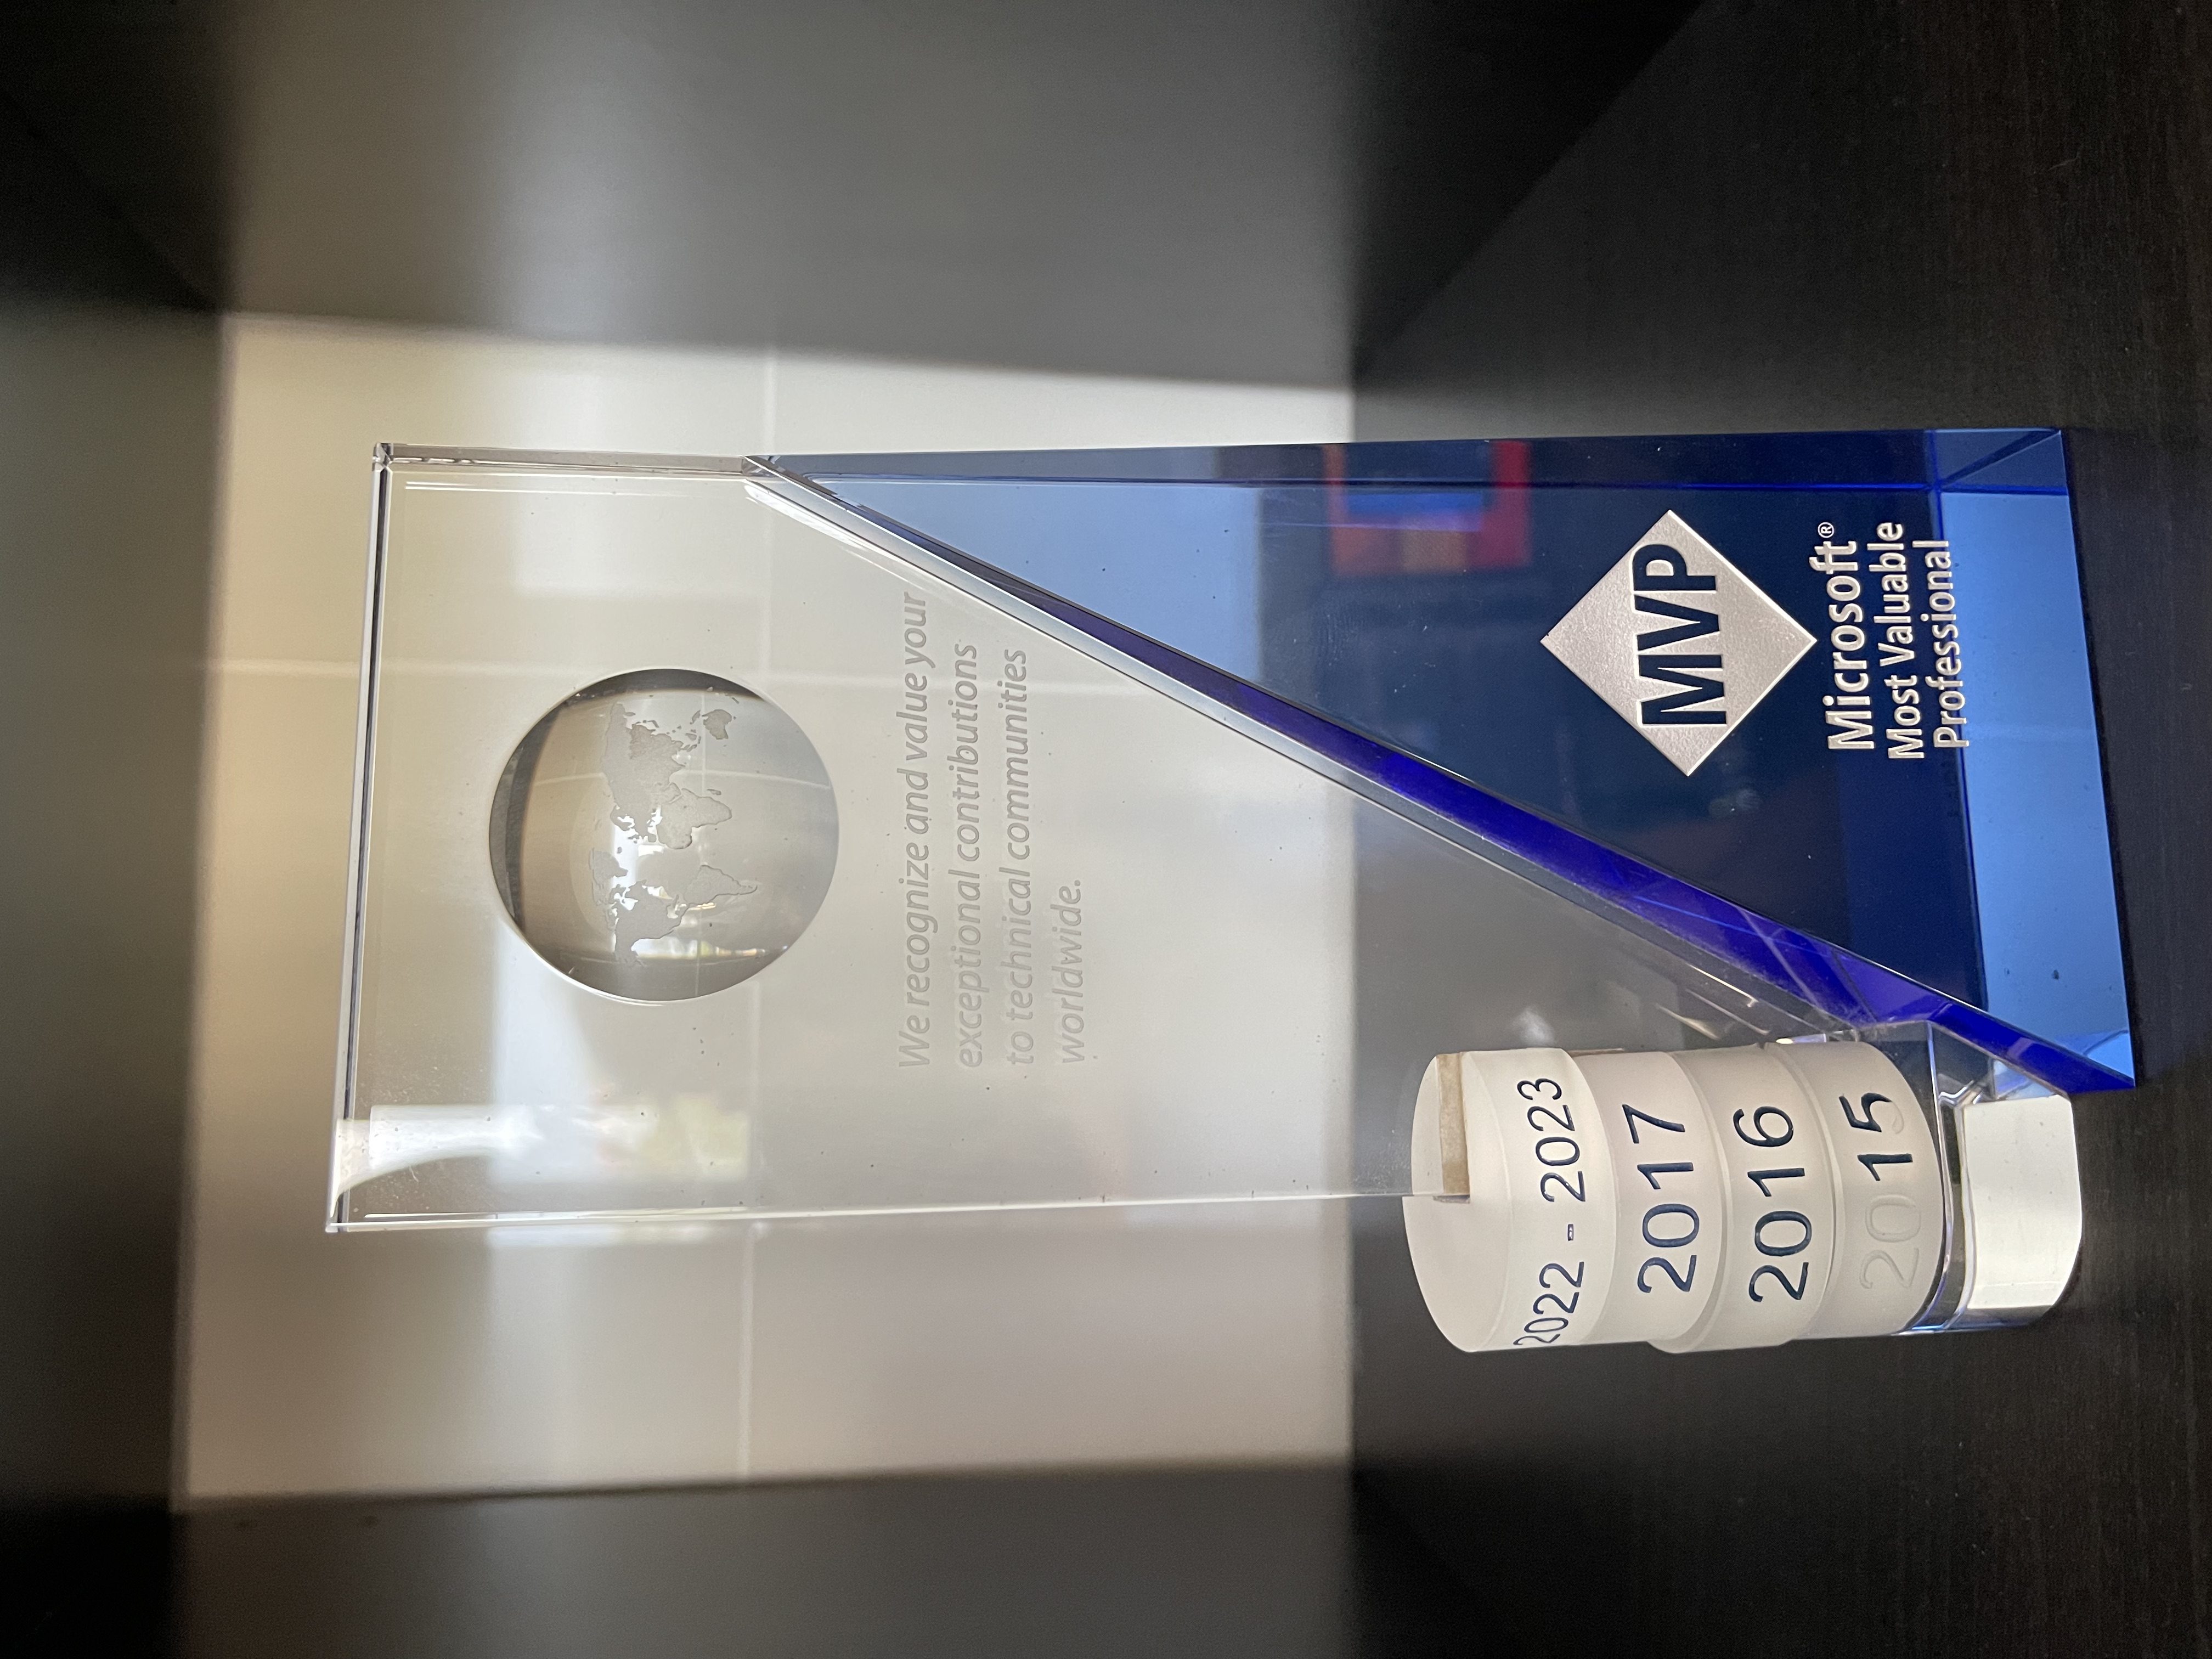 We recognize and value your
exceptional contributions
to technical communities
worldwide.
2022 - 2023
2017
2016
2015
MVP
Microsoft®
Most Valuable
Professional